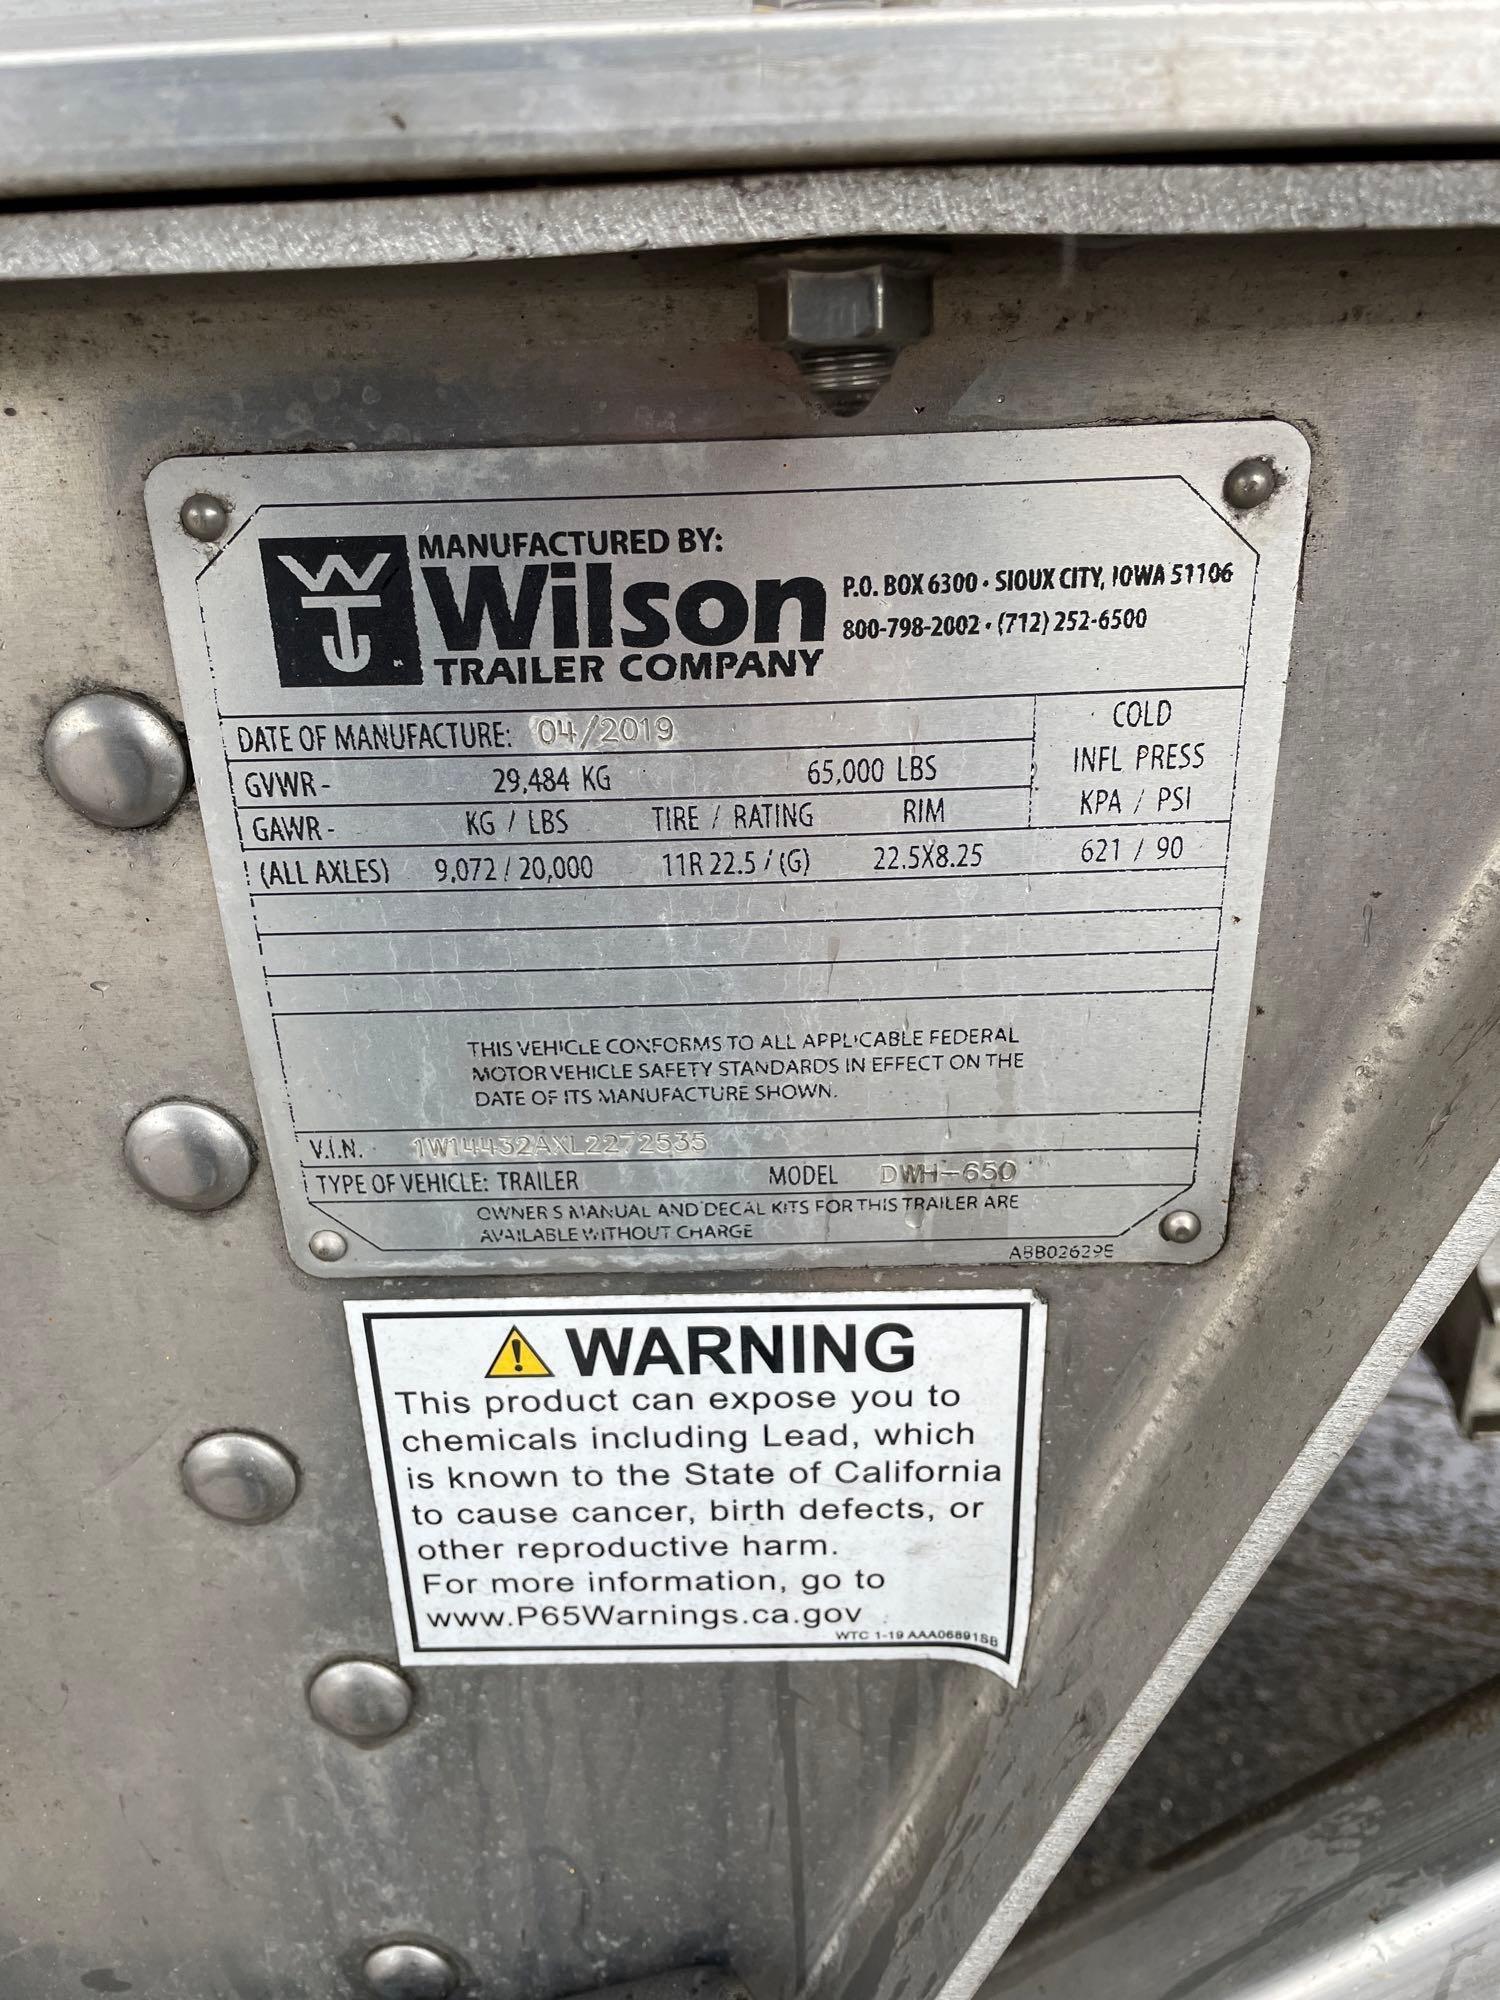 WTC
MANUFACTURED BY:
Wilson
TRAILER COMPANY
P.O. BOX 6300 • SIOUX CITY, IOWA 51106
800-798-2002 • (712) 252-6500
DATE OF MANUFACTURE: 04/2019
GVWR - 29,484 KG 65,000 LBS
COLD
INFL PRESS
KPA / PSI
GAWR - KG / LBS TIRE / RATING RIM
(ALL AXLES) 9,072 / 20,000 11R 22.5 / (G) 22.5X8.25 621 / 90
THIS VEHICLE CONFORMS TO ALL APPLICABLE FEDERAL
MOTOR VEHICLE SAFETY STANDARDS IN EFFECT ON THE
DATE OF ITS MANUFACTURE SHOWN.
V.I.N. 1W14432AXL2272535
TYPE OF VEHICLE: TRAILER MODEL DWH-650
OWNER'S MANUAL AND DECAL KITS FOR THIS TRAILER ARE
AVAILABLE WITHOUT CHARGE
ABB02629E
WARNING
This product can expose you to
chemicals including Lead, which
is known to the State of California
to cause cancer, birth defects, or
other reproductive harm.
For more information, go to
www.P65Warnings.ca.gov
WTC 1-19 AAA06891SB